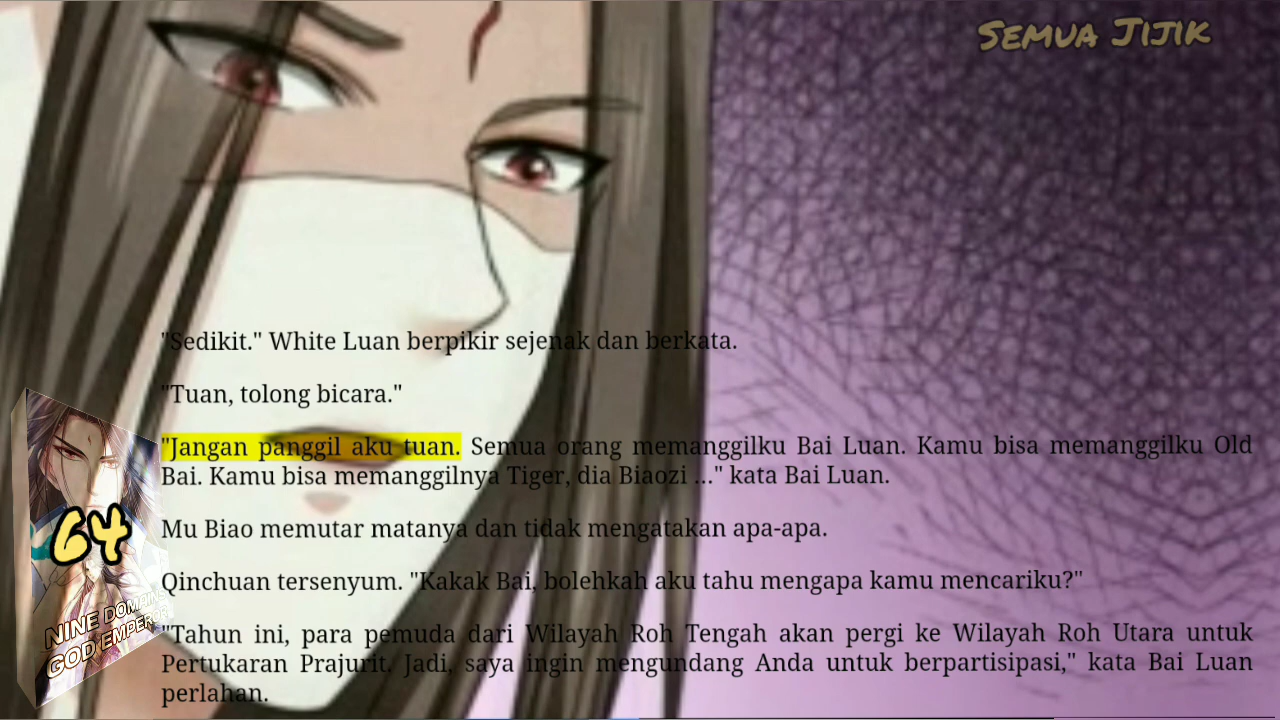 Semua Jijik
"Sedikit." White Luan berpikir sejenak dan berkata.
"Tuan, tolong bicara."
"Jangan panggil aku tuan. Semua orang memanggilku Bai Luan. Kamu bisa memanggilku Old
Bai. Kamu bisa memanggilnya Tiger, dia Biaozi ..." kata Bai Luan.
Mu Biao memutar matanya dan tidak mengatakan apa-apa.
Qinchuan tersenyum. "Kakak Bai, bolehkah aku tahu mengapa kamu mencariku?"
"Tahun ini, para pemuda dari Wilayah Roh Tengah akan pergi ke Wilayah Roh Utara untuk
Pertukaran Prajurit. Jadi, saya ingin mengundang Anda untuk berpartisipasi," kata Bai Luan
perlahan.
64
NINE DOMAINS
GOD EMPEROR